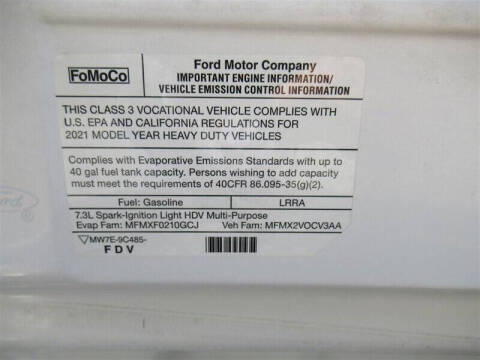 FoMoCo
Ford Motor Company
IMPORTANT ENGINE INFORMATION/
VEHICLE EMISSION CONTROL INFORMATION
THIS CLASS 3 VOCATIONAL VEHICLE COMPLIES WITH
U.S. EPA AND CALIFORNIA REGULATIONS FOR
2021 MODEL YEAR HEAVY DUTY VEHICLES
Complies with Evaporative Emissions Standards with up to
40 gal fuel tank capacity. Persons wishing to add capacity
must meet the requirements of 40CFR 86.095-35(g)(2).
Fuel: Gasoline LRRA
7.3L Spark-Ignition Light HDV Multi-Purpose
Evap Fam: MFMXF0210GCJ Veh Fam: MFMX2VOCV3AA
MW7E-9C485-
FDV